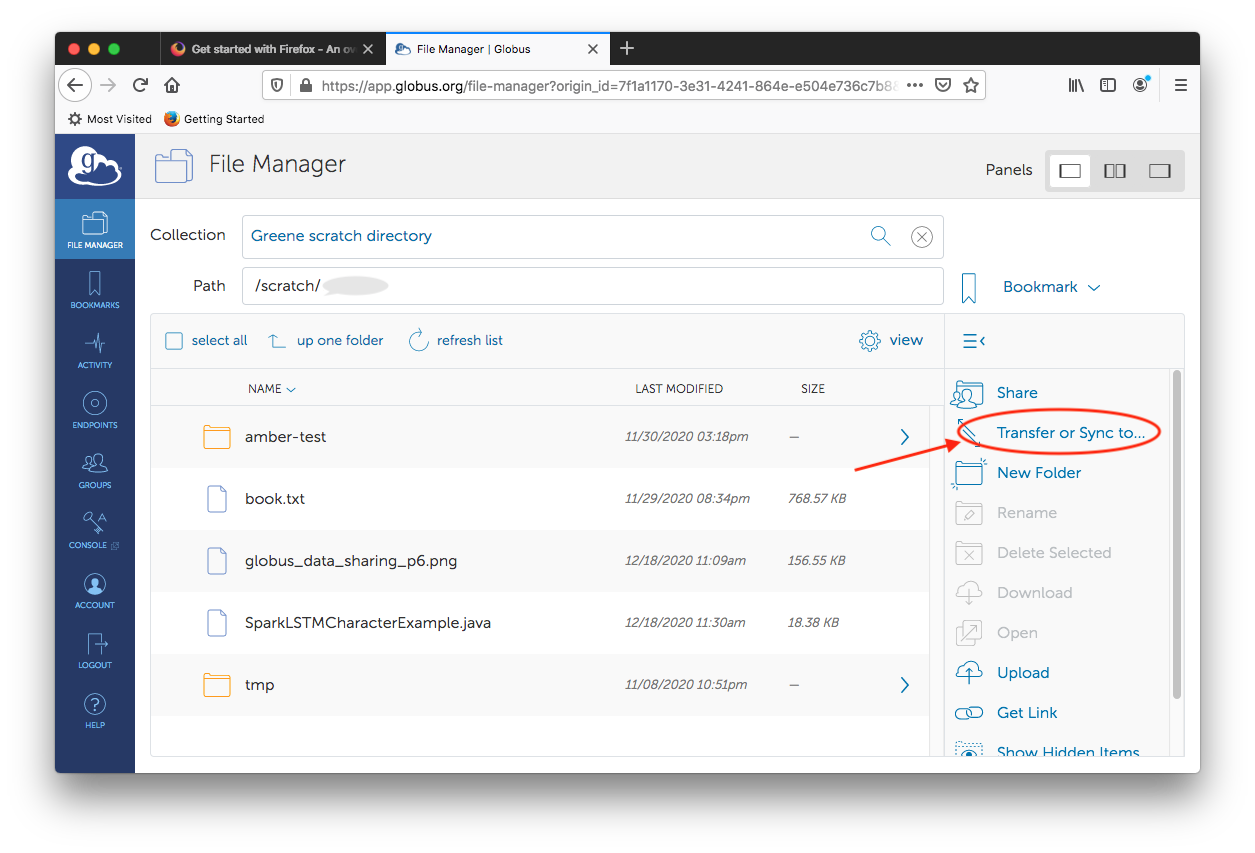 Get started with Firefox - An ov
File Manager | Globus
https://app.globus.org/file-manager?origin_id=7f1a1170-3e31-4241-864e-e504e736c7b8
Most Visited
Getting Started
g
File Manager
Panels
FILE MANAGER
BOOKMARKS
ACTIVITY
ENDPOINTS
GROUPS
CONSOLE
ACCOUNT
LOGOUT
HELP
Collection
Greene scratch directory
Path
/scratch/
Bookmark
select all
up one folder
refresh list
view
NAME
LAST MODIFIED
SIZE
amber-test
11/30/2020 03:18pm
—
book.txt
11/29/2020 08:34pm
768.57 KB
globus_data_sharing_p6.png
12/18/2020 11:09am
156.55 KB
SparkLSTMCharacterExample.java
12/18/2020 11:30am
18.38 KB
tmp
11/08/2020 10:51pm
—
Share
Transfer or Sync to...
New Folder
Rename
Delete Selected
Download
Open
Upload
Get Link
Show Hidden Items